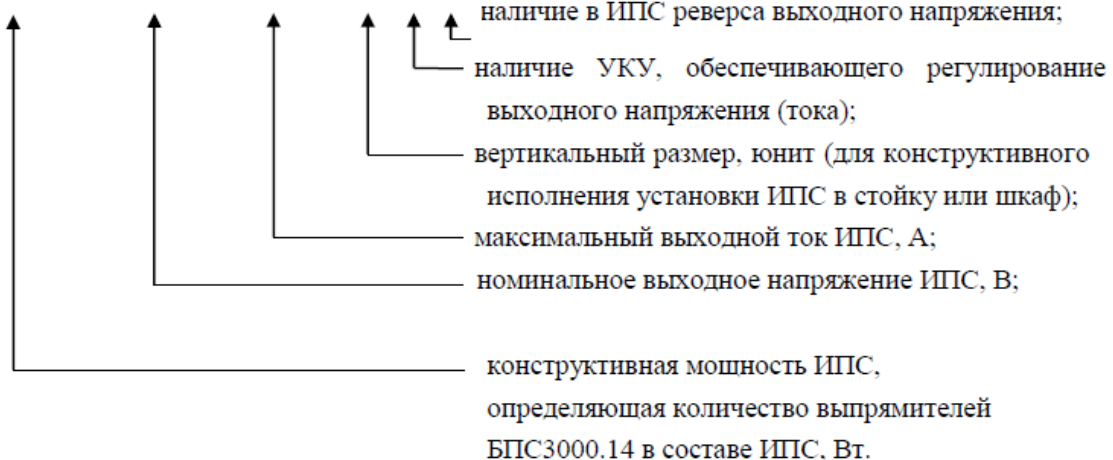 наличие в ИПС реверса выходного напряжения;
наличие УКУ, обеспечивающего регулирование
выходного напряжения (тока);
вертикальный размер, юнит (для конструктивного
исполнения установки ИПС в стойку или шкаф);
максимальный выходной ток ИПС, А;
номинальное выходное напряжение ИПС, В;
конструктивная мощность ИПС,
определяющая количество выпрямителей
БПС3000.14 в составе ИПС, Вт.